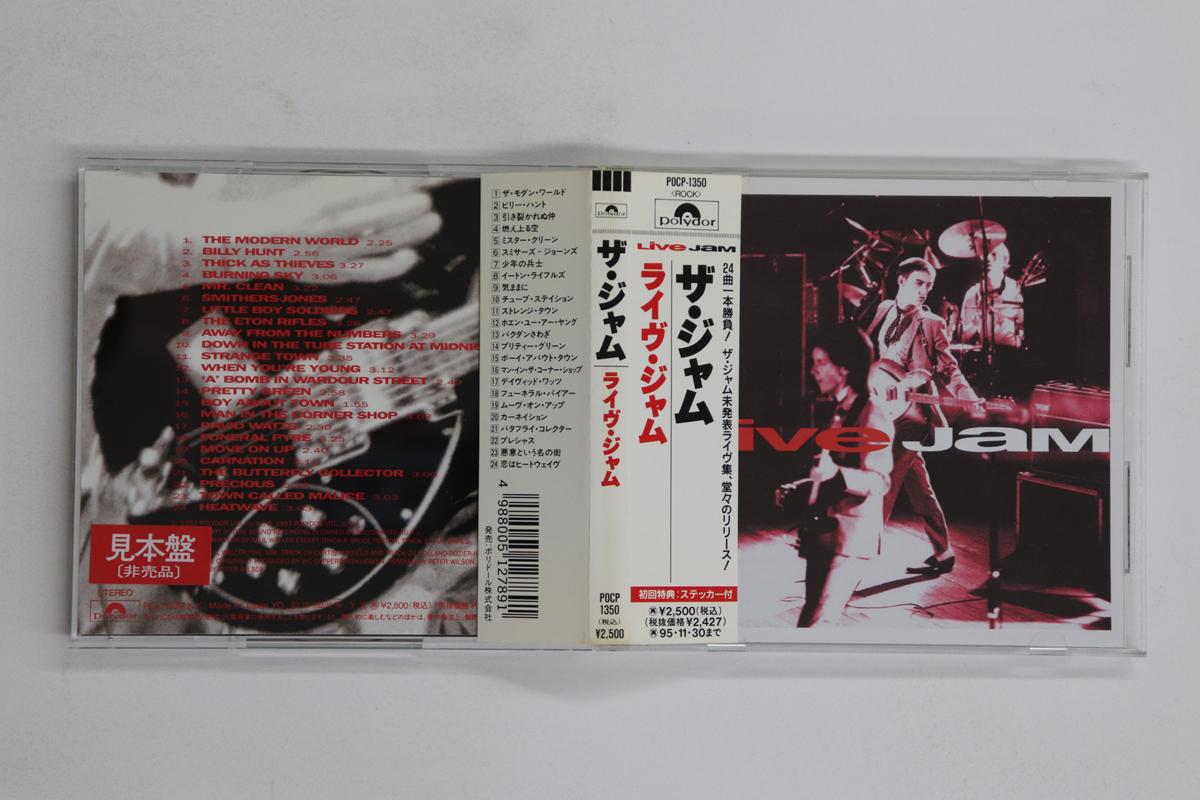 1. THE MODERN WORLD 2.25
2. BILLY HUNT 2.56
3. THICK AS THIEVES 3.27
4. BURNING SKY 3.06
5. MR. CLEAN 3.22
6. SMITHERS-JONES 2.47
7. LITTLE BOY SOLDIERS 2.47
8. THE ETON RIFLES
9. AWAY FROM THE NUMBERS 3.29
10. DOWN IN THE TUBE STATION AT
11. STRANGE TOWN 3.35
12. WHEN YOU'RE YOUNG 3.12
13. 'A' BOMB IN WARDOUR STREET
14. PRETTY GREEN 2.58
15. BOY ABOUT TOWN 1.55
16. MAN IN THE CORNER SHOP
17. DAVID WATTS 2.30
18. FUNERAL PYRE 3.25
19. MOVE ON UP 2.40
20. CARNATION
21. THE BUTTERFLY COLLECTOR
22. PRECIOUS
23. TOWN CALLED MALICE 3.03
24. HEATWAVE
見本盤
〔非売品〕
STEREO
Polydor
1 ザ・モダン・ワールド
2 ビリー・ハント
3 引き裂かれぬ仲
4 燃え上る空
5 ミスター・クリーン
6 スミザーズ-ジョーンズ
7 少年の兵士
8 イートン・ライフルズ
9 気ままに
10 チューブ・ステイション
11 ストレンジ・タウン
12 ホエン・ユー・アー・ヤング
13 バクダンさわぎ
14 プリティー・グリーン
15 ボーイ・アバウト・タウン
16 マン・イン・ザ・コーナー・ショップ
17 デイヴィッド・ワッツ
18 フューネラル・パイアー
19 ムーヴ・オン・アップ
20 カーネイション
21 バタフライ・コレクター
22 プレシャス
23 悪意という名の街
24 恋はヒートウェイヴ
4 988005 127891
発売:ポリドール株式会社
Polydor
ザ・ジャム
ライヴ・ジャム
POCP
1350
(税込)
¥2,500
POCP-1350
〈ROCK〉
Polydor
Live JAM
ザ・ジャム
ライヴ・ジャム
24曲一本勝負! ザ・ジャム未発表ライヴ集、堂々のリリース!
初回特典:ステッカー付
¥2,500(税込)
(税抜価格¥2,427)
95・11・30まで
ive JAM